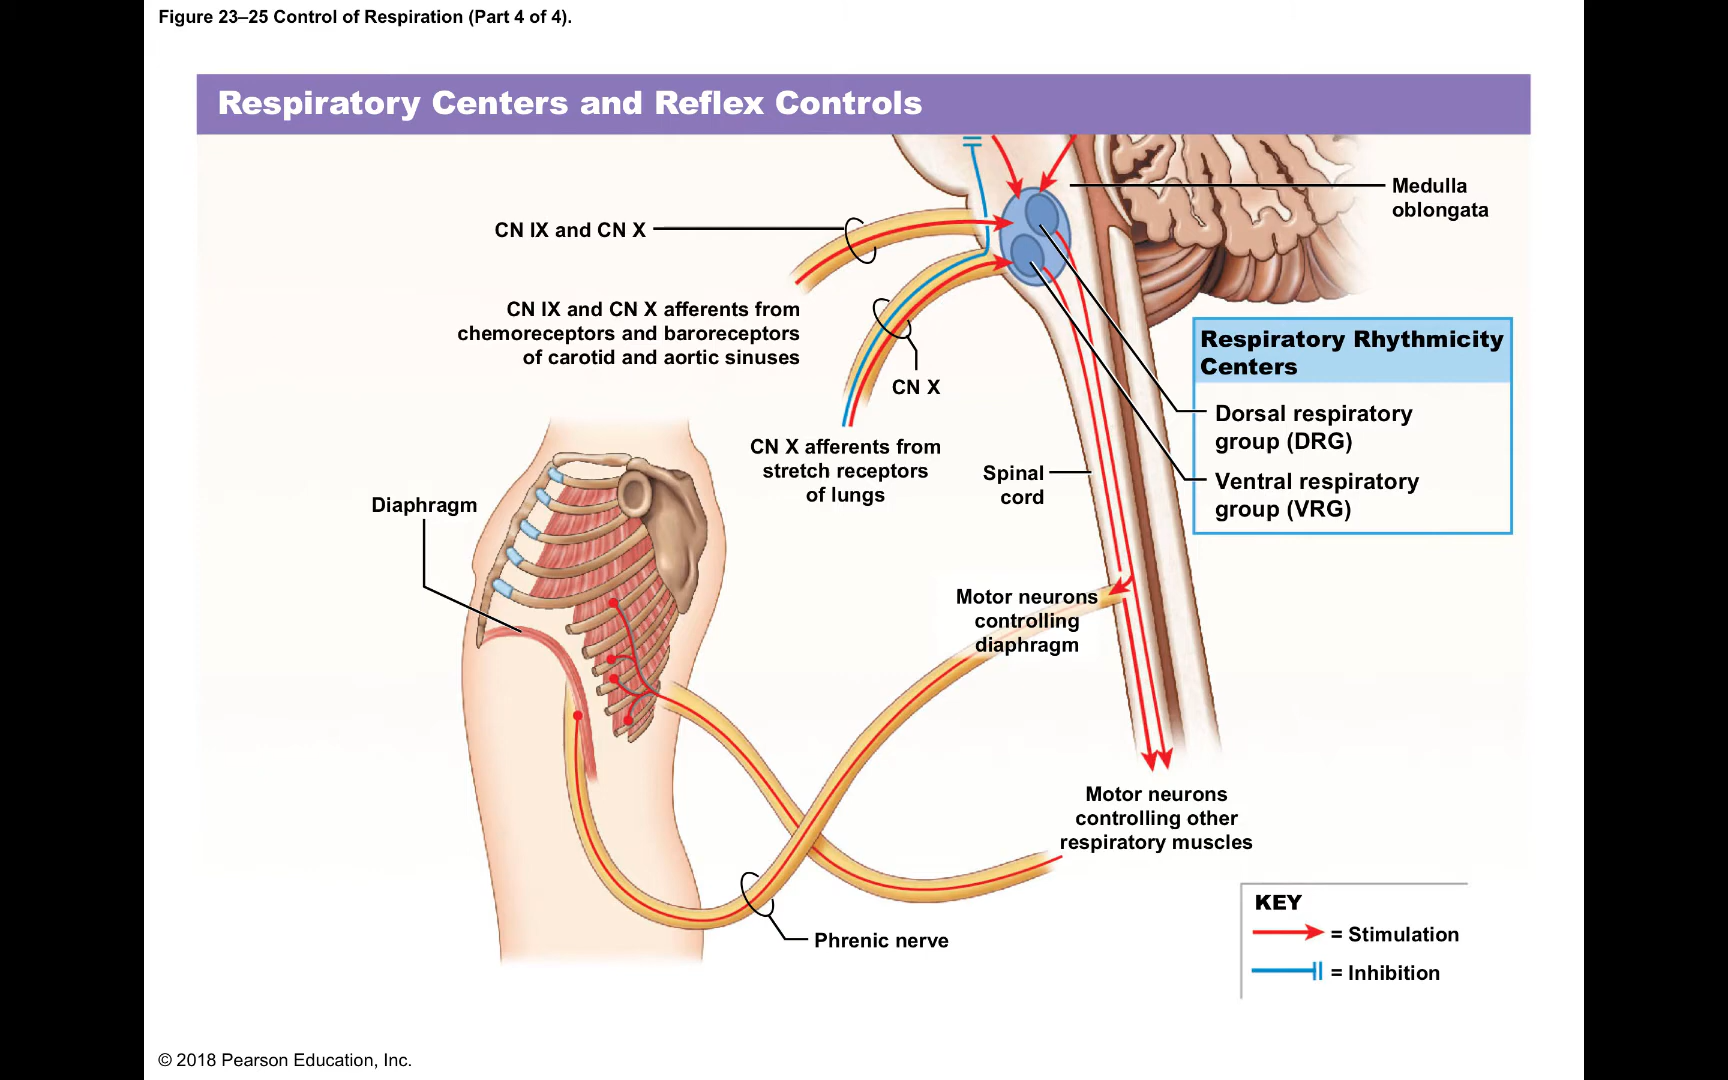 Figure 23–25 Control of Respiration (Part 4 of 4).
Respiratory Centers and Reflex Controls
Medulla
oblongata
CN IX and CN X
CN IX and CN X afferents from
chemoreceptors and baroreceptors
of carotid and aortic sinuses
CN X
CN X afferents from
stretch receptors
of lungs
Respiratory Rhythmicity
Centers
Dorsal respiratory
group (DRG)
Ventral respiratory
group (VRG)
Spinal
cord
Diaphragm
Motor neurons
controlling
diaphragm
Motor neurons
controlling other
respiratory muscles
Phrenic nerve
KEY
= Stimulation
= Inhibition
© 2018 Pearson Education, Inc.